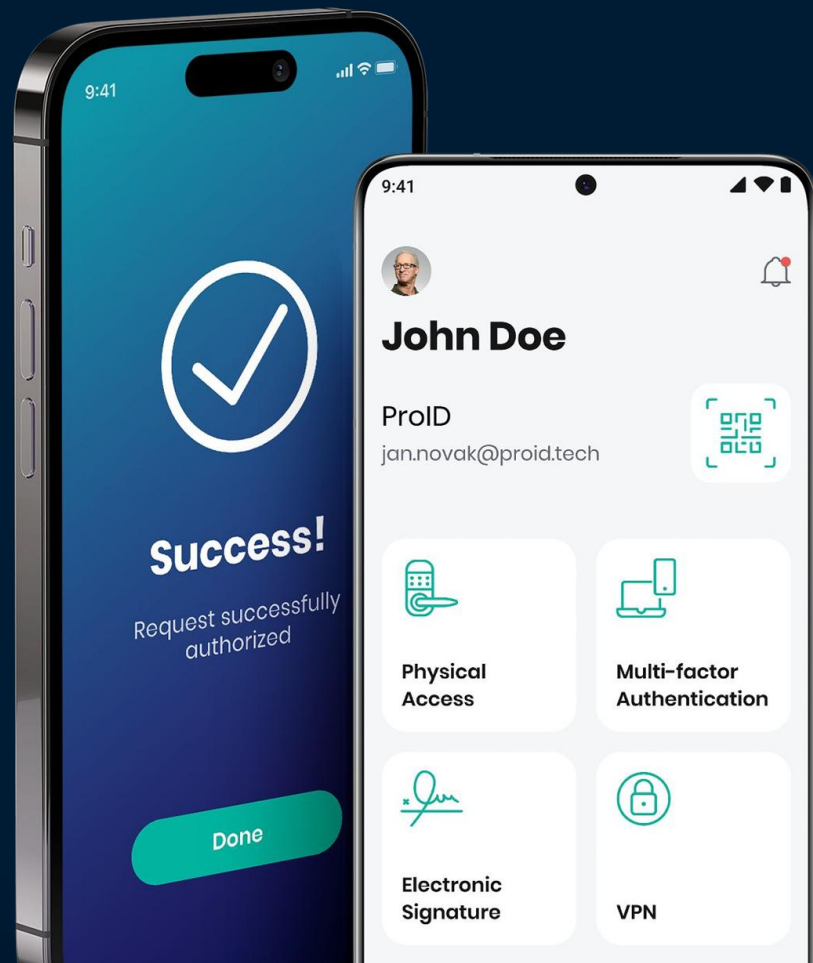 9:41
Success!
Request successfully
authorized
Done
9:41
John Doe
ProID
jan.novak@proid.tech
Physical
Access
Multi-factor
Authentication
Electronic
Signature
VPN